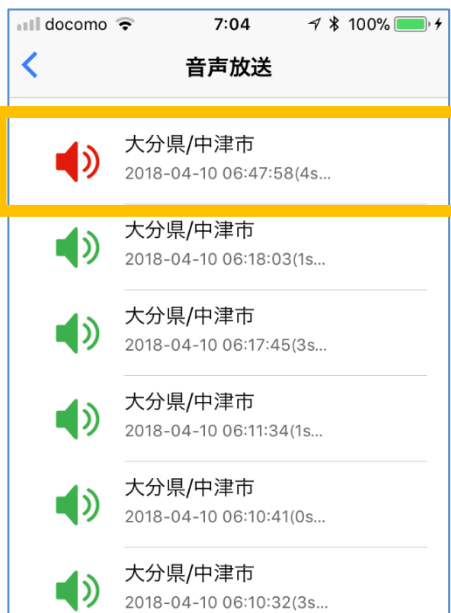 docomo 7:04 100%
音声放送
大分県/中津市
2018-04-10 06:47:58(4s...
大分県/中津市
2018-04-10 06:18:03(1s...
大分県/中津市
2018-04-10 06:17:45(3s...
大分県/中津市
2018-04-10 06:11:34(1s...
大分県/中津市
2018-04-10 06:10:41(0s...
大分県/中津市
2018-04-10 06:10:32(3s...